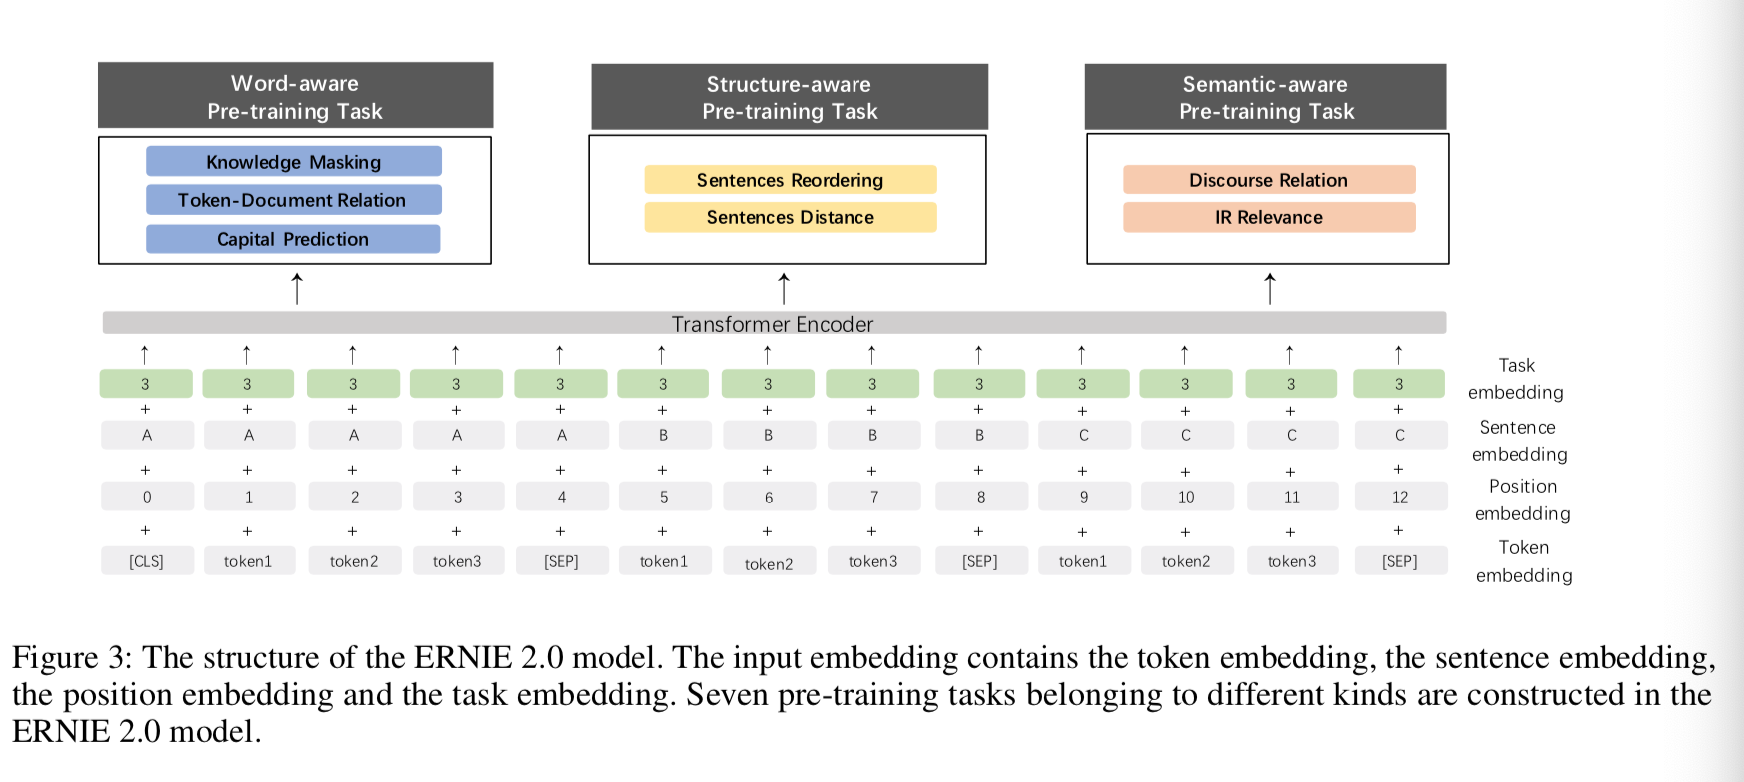 Word-aware
Pre-training Task
Structure-aware
Pre-training Task
Semantic-aware
Pre-training Task
Knowledge Masking
Token-Document Relation
Capital Prediction
Sentences Reordering
Sentences Distance
Discourse Relation
IR Relevance
Transformer Encoder
3 3 3 3 3 3 3 3 3 3 3 3 3 Task embedding
+ + + + + + + + + + + + +
A A A A A B B B B C C C C Sentence embedding
+ + + + + + + + + + + + +
0 1 2 3 4 5 6 7 8 9 10 11 12 Position embedding
+ + + + + + + + + + + + +
[CLS] token1 token2 token3 [SEP] token1 token2 token3 [SEP] token1 token2 token3 [SEP] Token embedding
Figure 3: The structure of the ERNIE 2.0 model. The input embedding contains the token embedding, the sentence embedding,
the position embedding and the task embedding. Seven pre-training tasks belonging to different kinds are constructed in the
ERNIE 2.0 model.